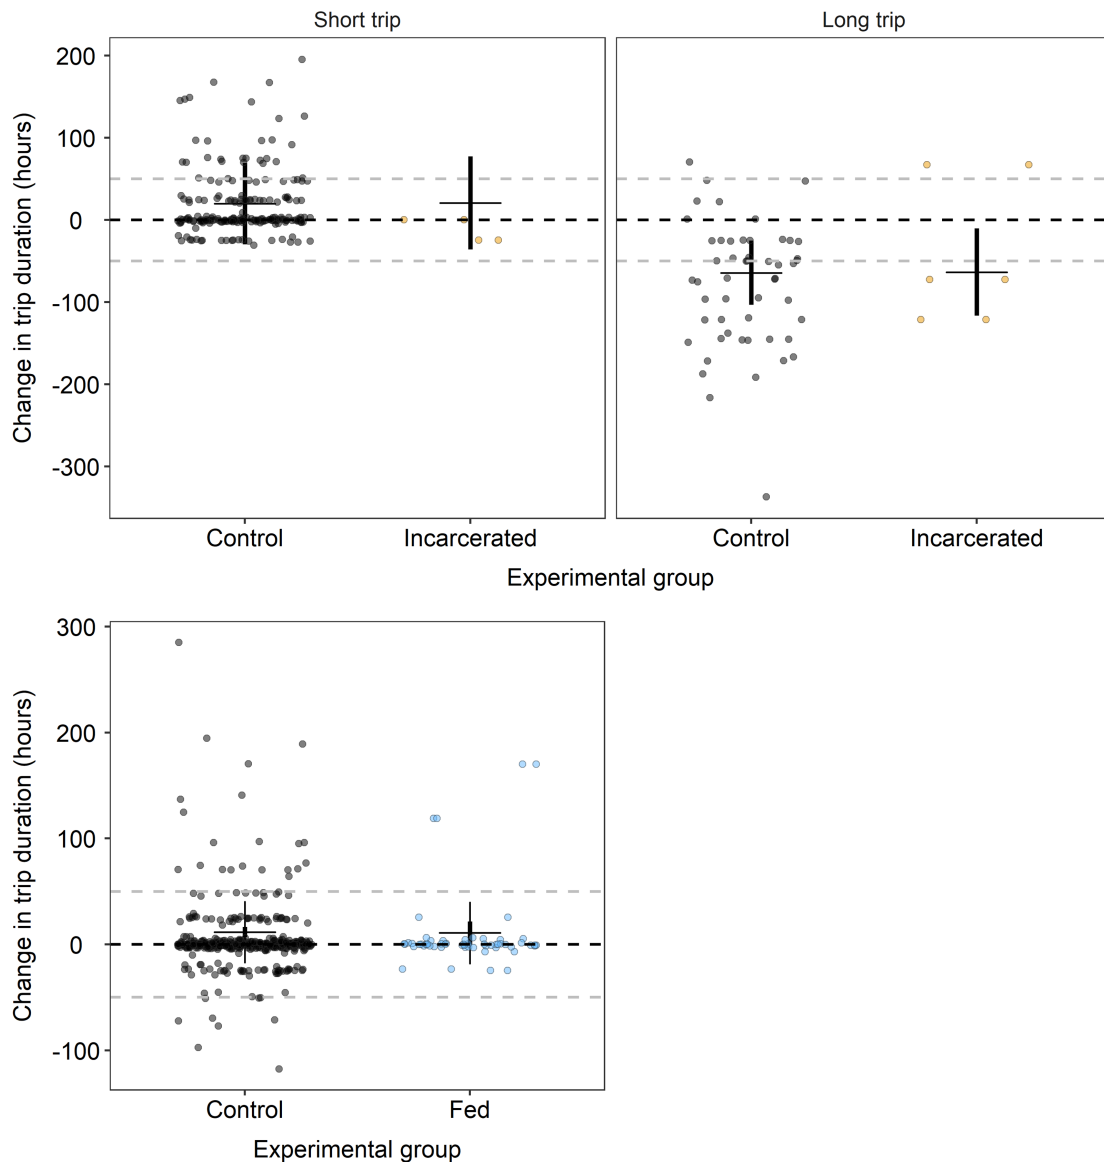 Short trip
Long trip
Change in trip duration (hours)
200
100
0
-100
-200
-300
Control
Incarcerated
Control
Incarcerated
Experimental group
Change in trip duration (hours)
300
200
100
0
-100
Control
Fed
Experimental group